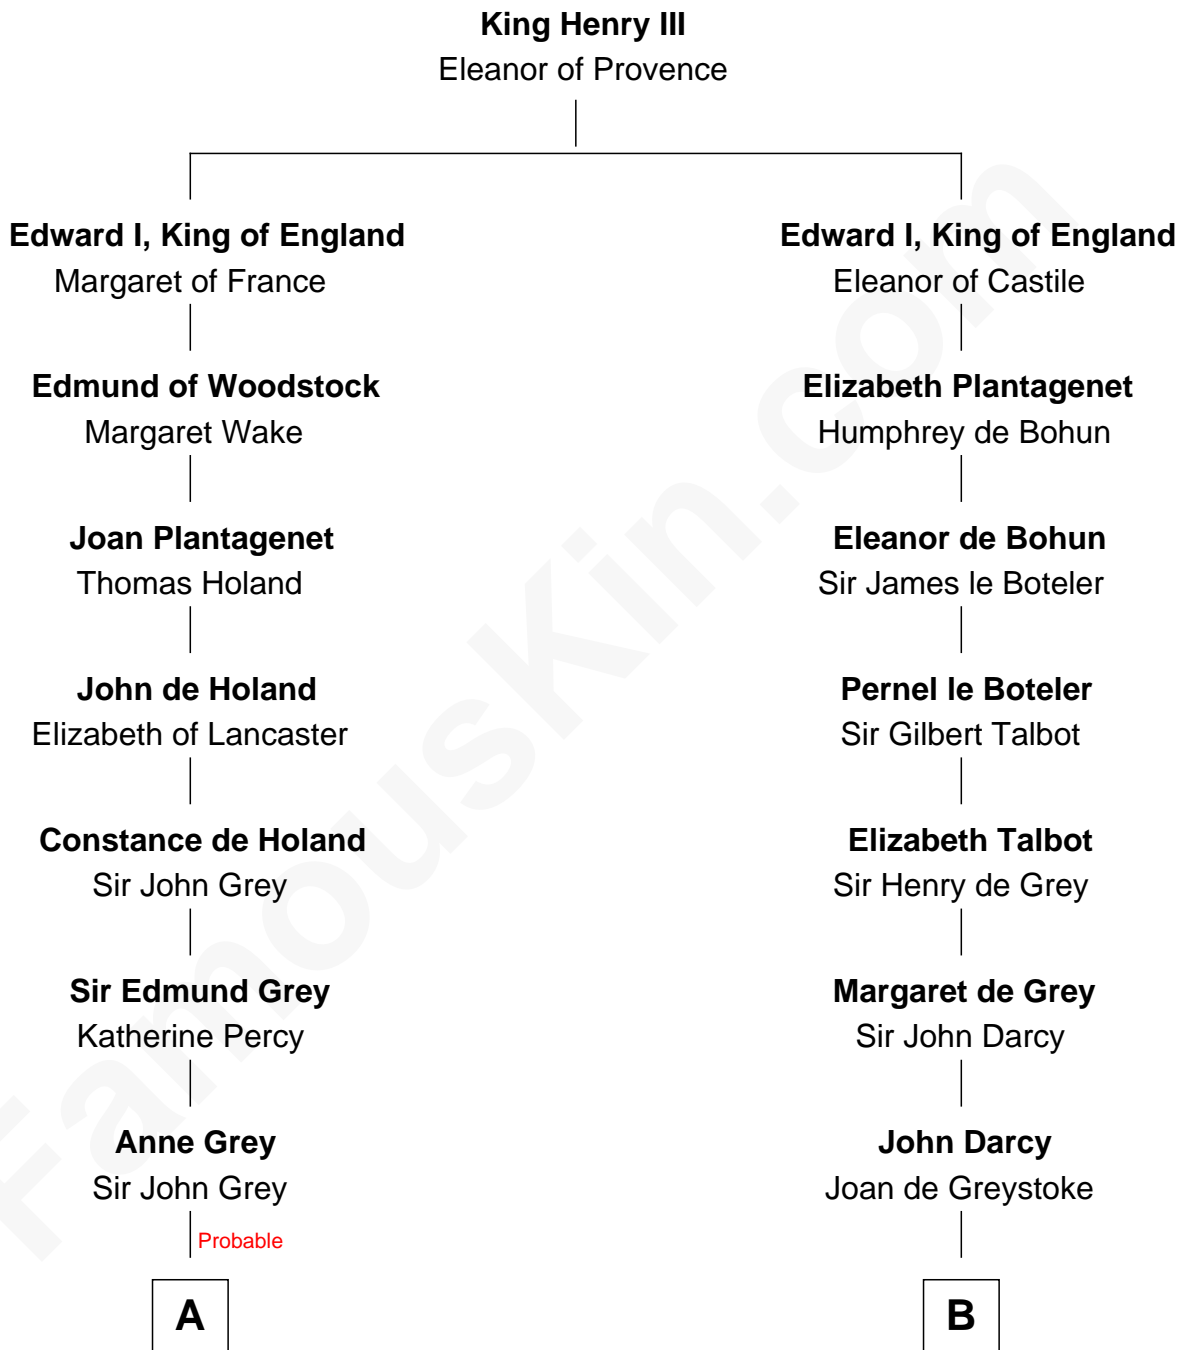 King Henry III
Eleanor of Provence
Edward I, King of England
Margaret of France
Edward I, King of England
Eleanor of Castile
Edmund of Woodstock
Margaret Wake
Elizabeth Plantagenet
Humphrey de Bohun
Joan Plantagenet
Thomas Holand
Eleanor de Bohun
Sir James le Boteler
John de Holand
Elizabeth of Lancaster
Pernel le Boteler
Sir Gilbert Talbot
Constance de Holand
Sir John Grey
Elizabeth Talbot
Sir Henry de Grey
Sir Edmund Grey
Katherine Percy
Margaret de Grey
Sir John Darcy
Anne Grey
Sir John Grey
John Darcy
Joan de Greystoke
Probable
A
B
FamousKin.com